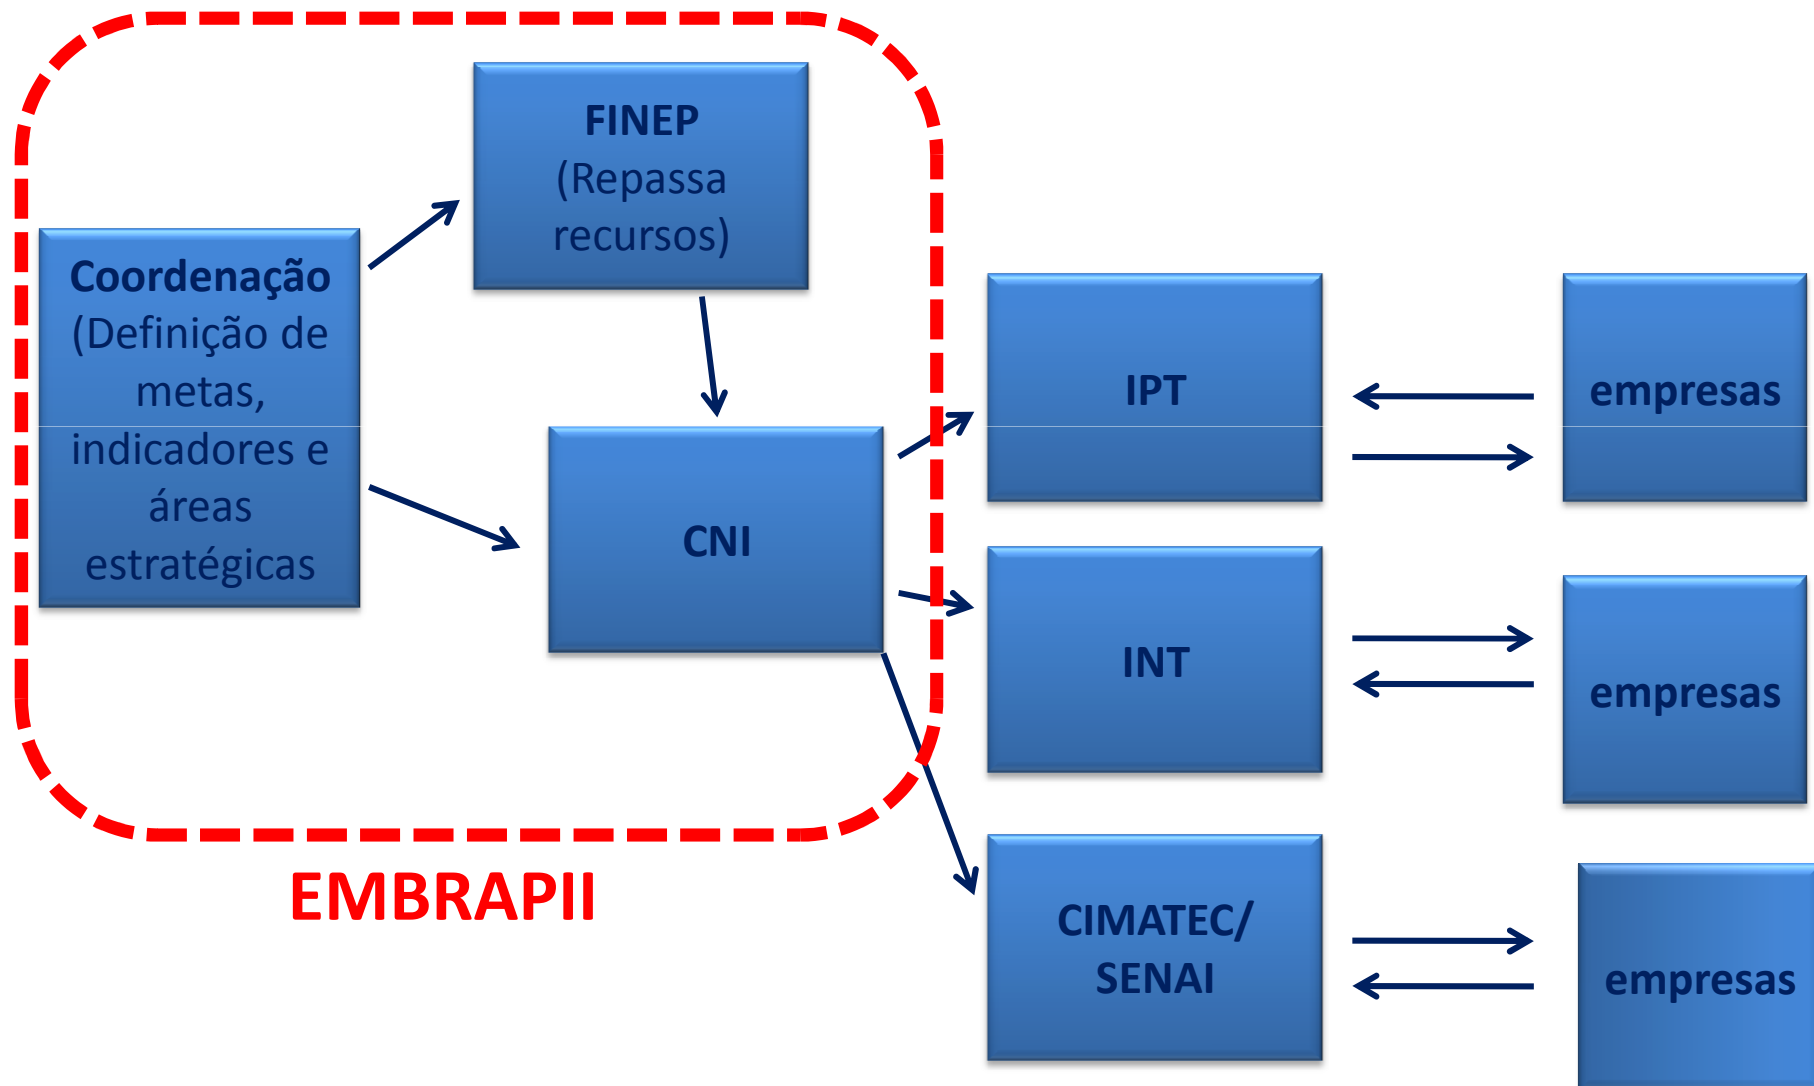 FINEP
(Repassa
recursos)
Coordenação
(Definição de
metas,
indicadores e
áreas
estratégicas
CNI
EMBRAPII
IPT
empresas
INT
empresas
CIMATEC/
SENAI
empresas